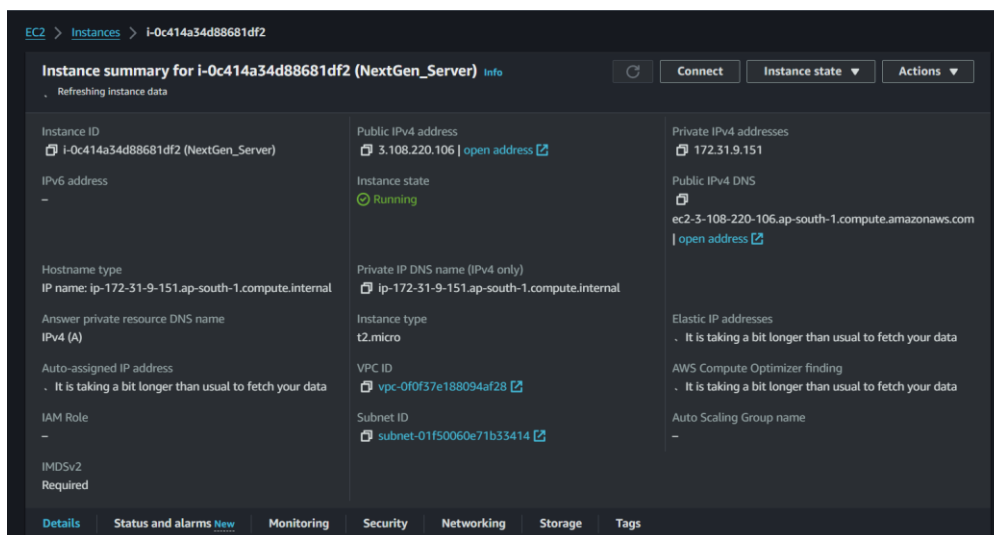 EC2 > Instances > i-0c414a34d88681df2
Instance summary for i-0c414a34d88681df2 (NextGen_Server) Info
Refreshing instance data
Connect
Instance state
Actions
Instance ID
i-0c414a34d88681df2 (NextGen_Server)
Public IPv4 address
3.108.220.106 | open address
Private IPv4 addresses
172.31.9.151
IPv6 address
–
Instance state
Running
Public IPv4 DNS
ec2-3-108-220-106.ap-south-1.compute.amazonaws.com
| open address
Hostname type
IP name: ip-172-31-9-151.ap-south-1.compute.internal
Private IP DNS name (IPv4 only)
ip-172-31-9-151.ap-south-1.compute.internal
Answer private resource DNS name
IPv4 (A)
Instance type
t2.micro
Elastic IP addresses
It is taking a bit longer than usual to fetch your data
Auto-assigned IP address
It is taking a bit longer than usual to fetch your data
VPC ID
vpc-0f0f37e188094af28
AWS Compute Optimizer finding
It is taking a bit longer than usual to fetch your data
IAM Role
–
Subnet ID
subnet-01f50060e71b33414
Auto Scaling Group name
–
IMDSv2
Required
Details
Status and alarms New
Monitoring
Security
Networking
Storage
Tags